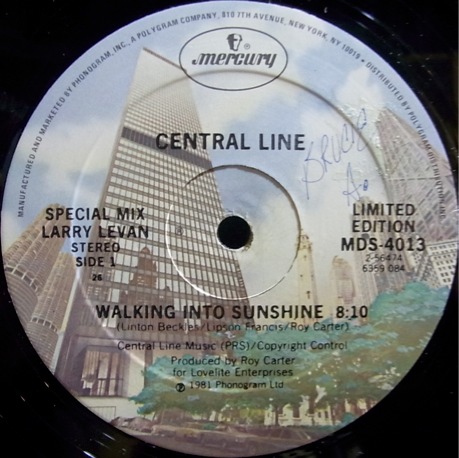 MANUFACTURED AND MARKETED BY PHONOGRAM, INC., A POLYGRAM COMPANY, 810 7TH AVENUE, NEW YORK, N.Y. 10019 • DISTRIBUTED BY POLYGRAM DISTRIBUTION, INC.
mercury®
CENTRAL LINE
BRUCE
A.
SPECIAL MIX
LARRY LEVAN
STEREO
SIDE 1
26
LIMITED
EDITION
MDS-4013
2-56474
6359 084
WALKING INTO SUNSHINE 8:10
(Linton Beckles/Lipson Francis/Roy Carter)
Central Line Music (PRS)/Copyright Control
Produced by Roy Carter
for Lovelite Enterprises
℗ 1981 Phonogram Ltd